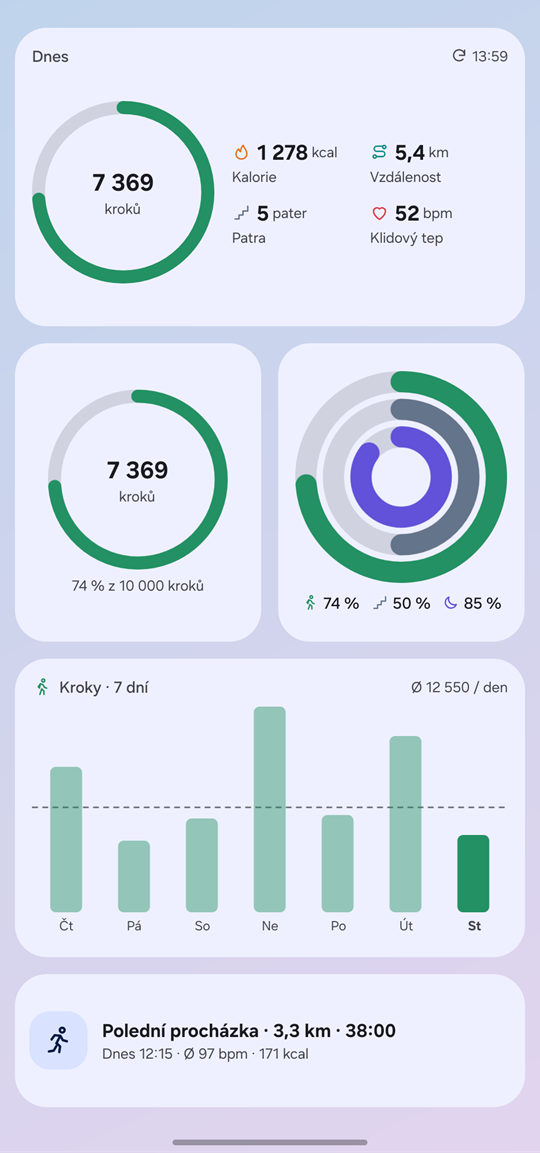 Dnes
13:59
7 369
kroků
1 278 kcal
Kalorie
5,4 km
Vzdálenost
5 pater
Patra
52 bpm
Klidový tep
7 369
kroků
74 % z 10 000 kroků
74 % 50 % 85 %
Kroky · 7 dní
Ø 12 550 / den
Čt Pá So Ne Po Út St
Polední procházka · 3,3 km · 38:00
Dnes 12:15 · Ø 97 bpm · 171 kcal